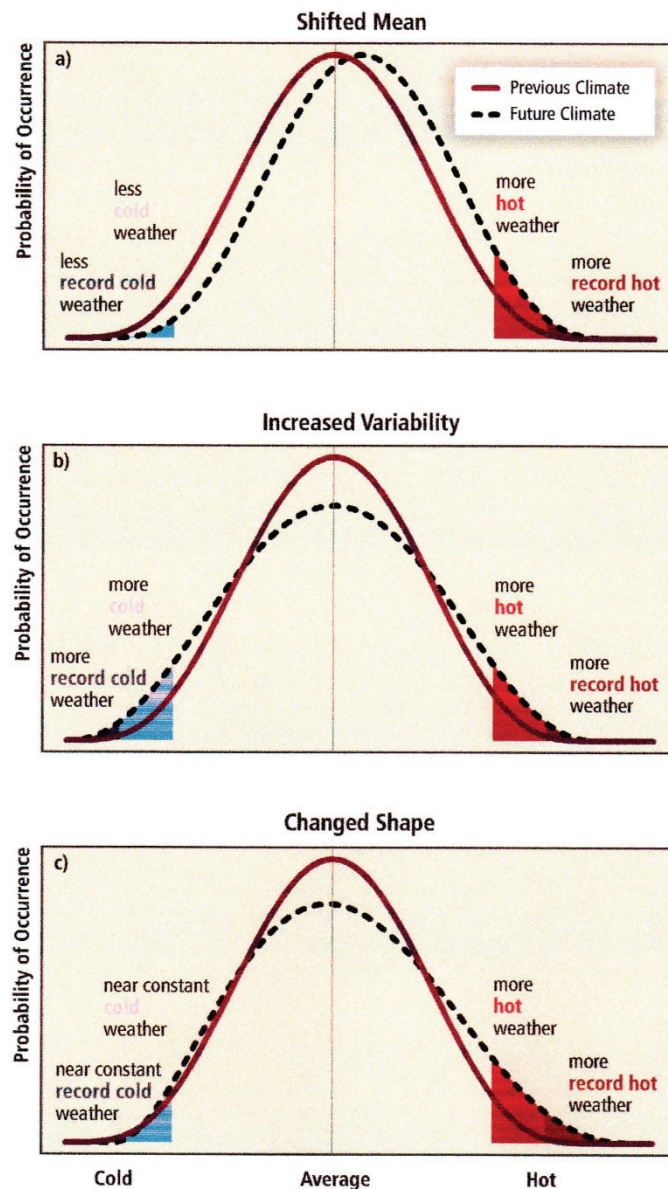 Shifted Mean
a)
Probability of Occurrence
Previous Climate
Future Climate
less
cold
weather
less
record cold
weather
more
hot
weather
more
record hot
weather
Increased Variability
b)
Probability of Occurrence
more
cold
weather
more
record cold
weather
more
hot
weather
more
record hot
weather
Changed Shape
c)
Probability of Occurrence
near constant
cold
weather
near constant
record cold
weather
more
hot
weather
more
record hot
weather
Cold
Average
Hot